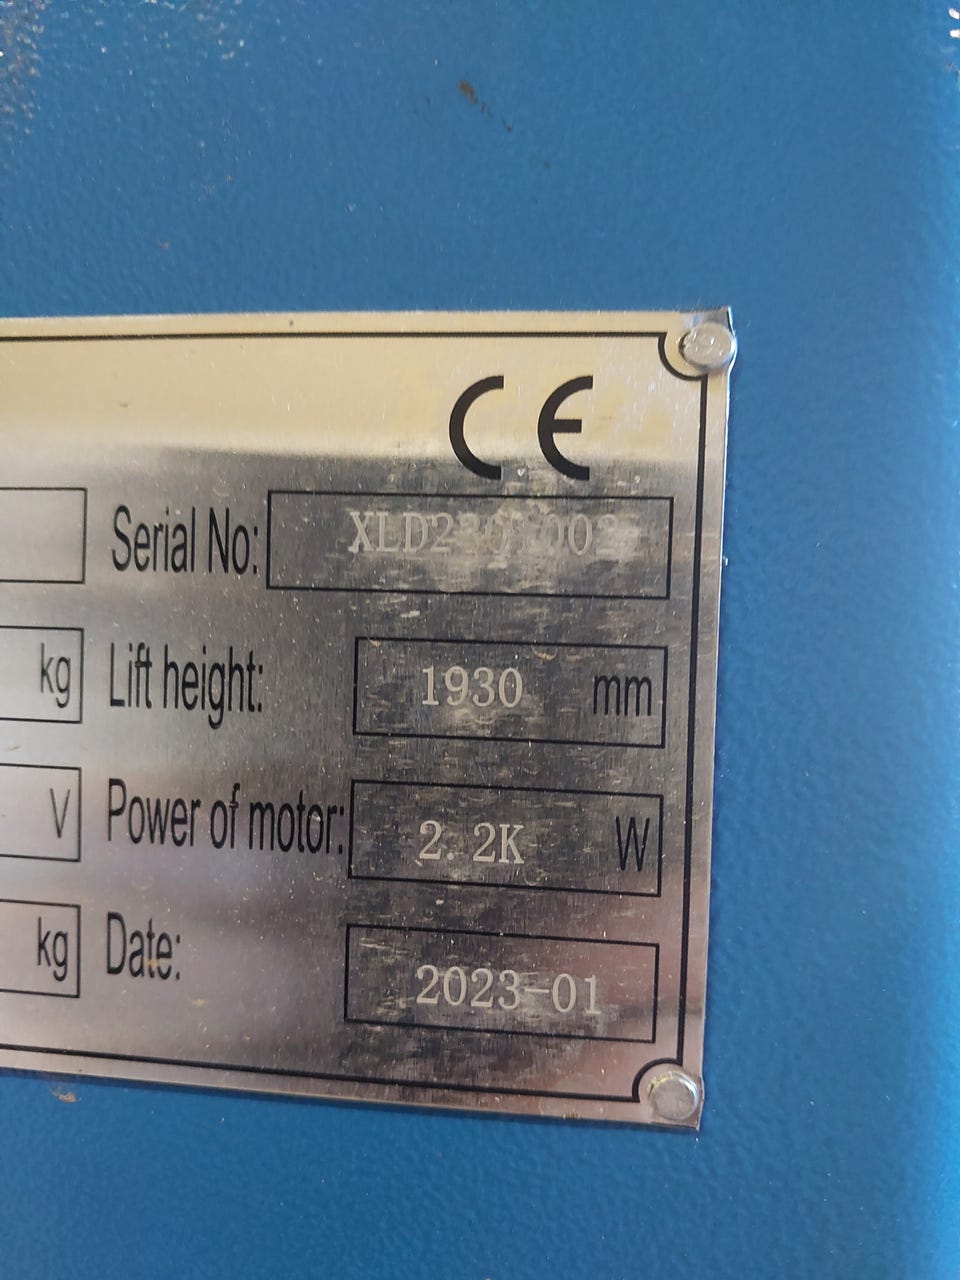 CE
Serial No:
kg Lift height: 1930 mm
V Power of motor: 2.2K W
kg Date: 2023-01